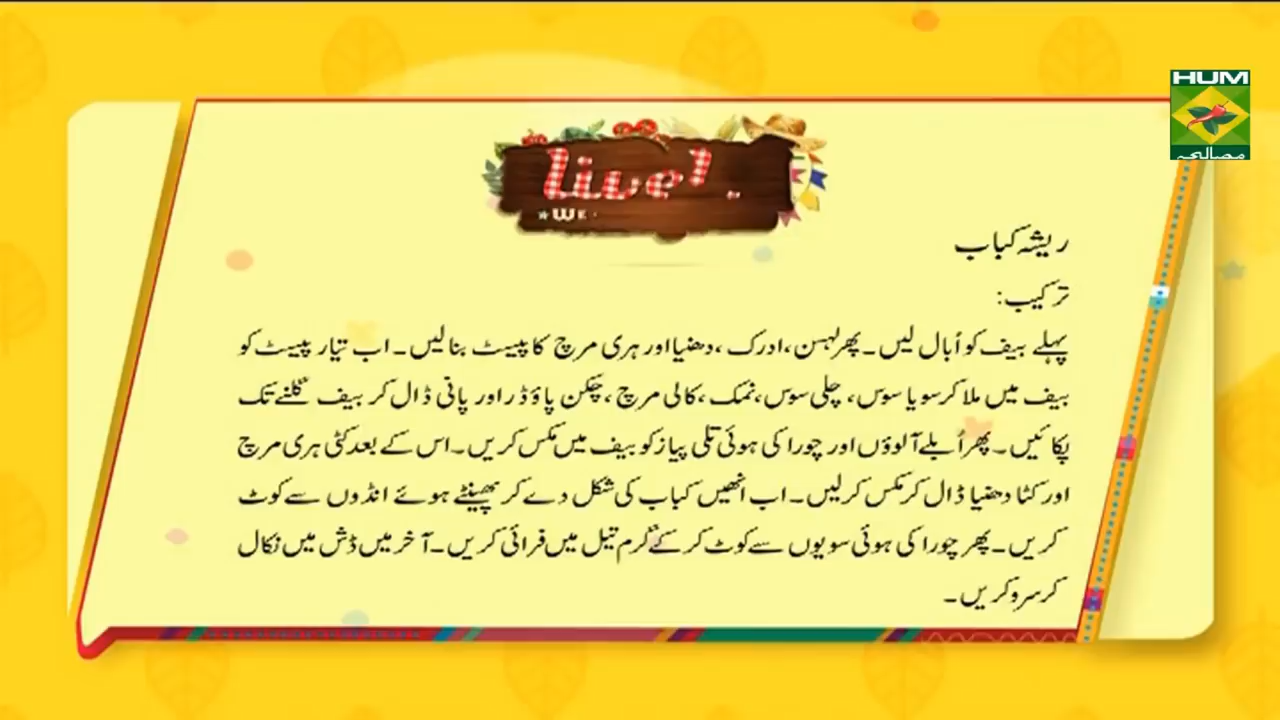 HUM
مصالحہ
live!
ریشہ کباب
ترکیب:
پہلے بیف کو اُبال لیں۔ پھر لہسن، ادرک، دھنیا اور ہری مرچ کا پیسٹ بنا لیں۔ اب تیار پیسٹ کو
بیف میں ملا کر سویا سوس، چلی سوس، نمک، کالی مرچ، چکن پاؤڈر اور پانی ڈال کر بیف گلنے تک
پکائیں۔ پھر اُبلے آلوؤں اور چورا کی ہوئی تلی پیاز کو بیف میں مکس کریں۔ اس کے بعد کٹی ہری مرچ
اور کٹا دھنیا ڈال کر مکس کر لیں۔ اب انھیں کباب کی شکل دے کر پھینٹے ہوئے انڈوں سے کوٹ
کریں۔ پھر چورا کی ہوئی سویوں سے کوٹ کر کے گرم تیل میں فرائی کریں۔ آخر میں ڈش میں نکال
کر سرو کریں۔